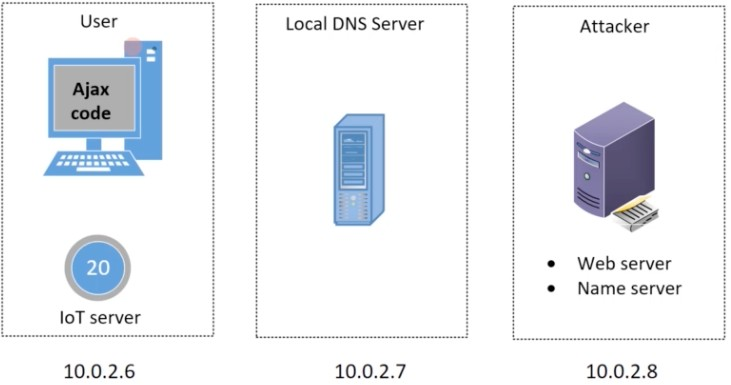 User
Ajax
code
20
IoT server
10.0.2.6
Local DNS Server
10.0.2.7
Attacker
• Web server
• Name server
10.0.2.8